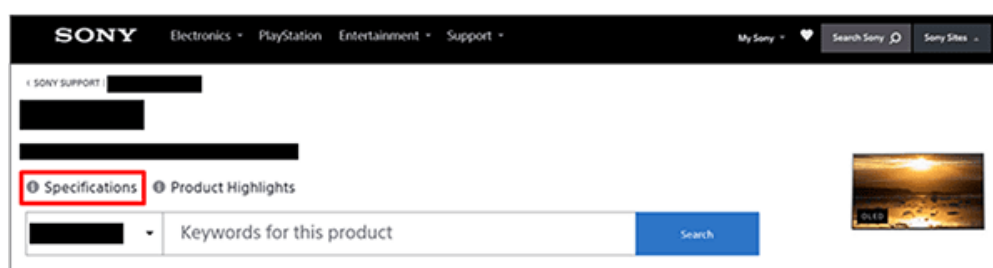 SONY Electronics PlayStation Entertainment Support My Sony Search Sony Sony Sites
‹ SONY SUPPORT |
Specifications Product Highlights
OLED
Keywords for this product Search